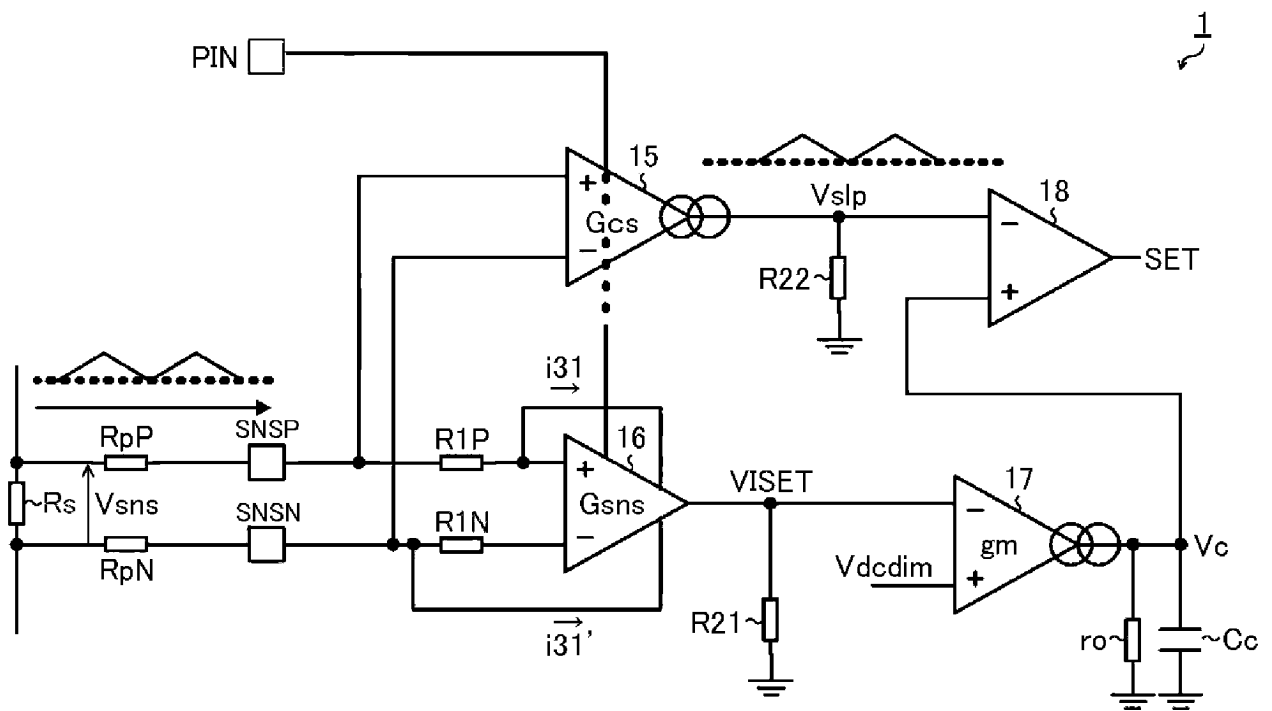 1
PIN
15
+
Gcs
−
Vslp
18
−
+
SET
R22
i31
RpP
SNSP
R1P
16
+
Gsns
−
VISET
17
−
gm
+
Vc
Rs
Vsns
SNSN
R1N
RpN
Vdcdim
i31'
R21
ro
Cc